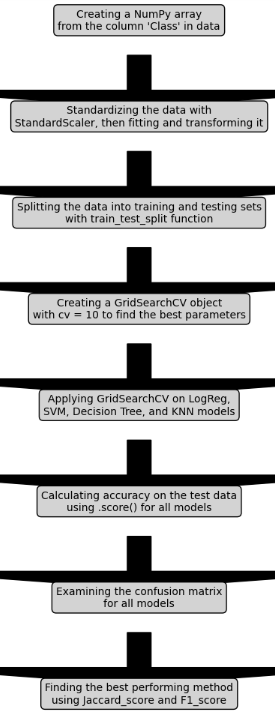 Creating a NumPy array
from the column 'Class' in data
Standardizing the data with
StandardScaler, then fitting and transforming it
Splitting the data into training and testing sets
with train_test_split function
Creating a GridSearchCV object
with cv = 10 to find the best parameters
Applying GridSearchCV on LogReg,
SVM, Decision Tree, and KNN models
Calculating accuracy on the test data
using .score() for all models
Examining the confusion matrix
for all models
Finding the best performing method
using Jaccard_score and F1_score